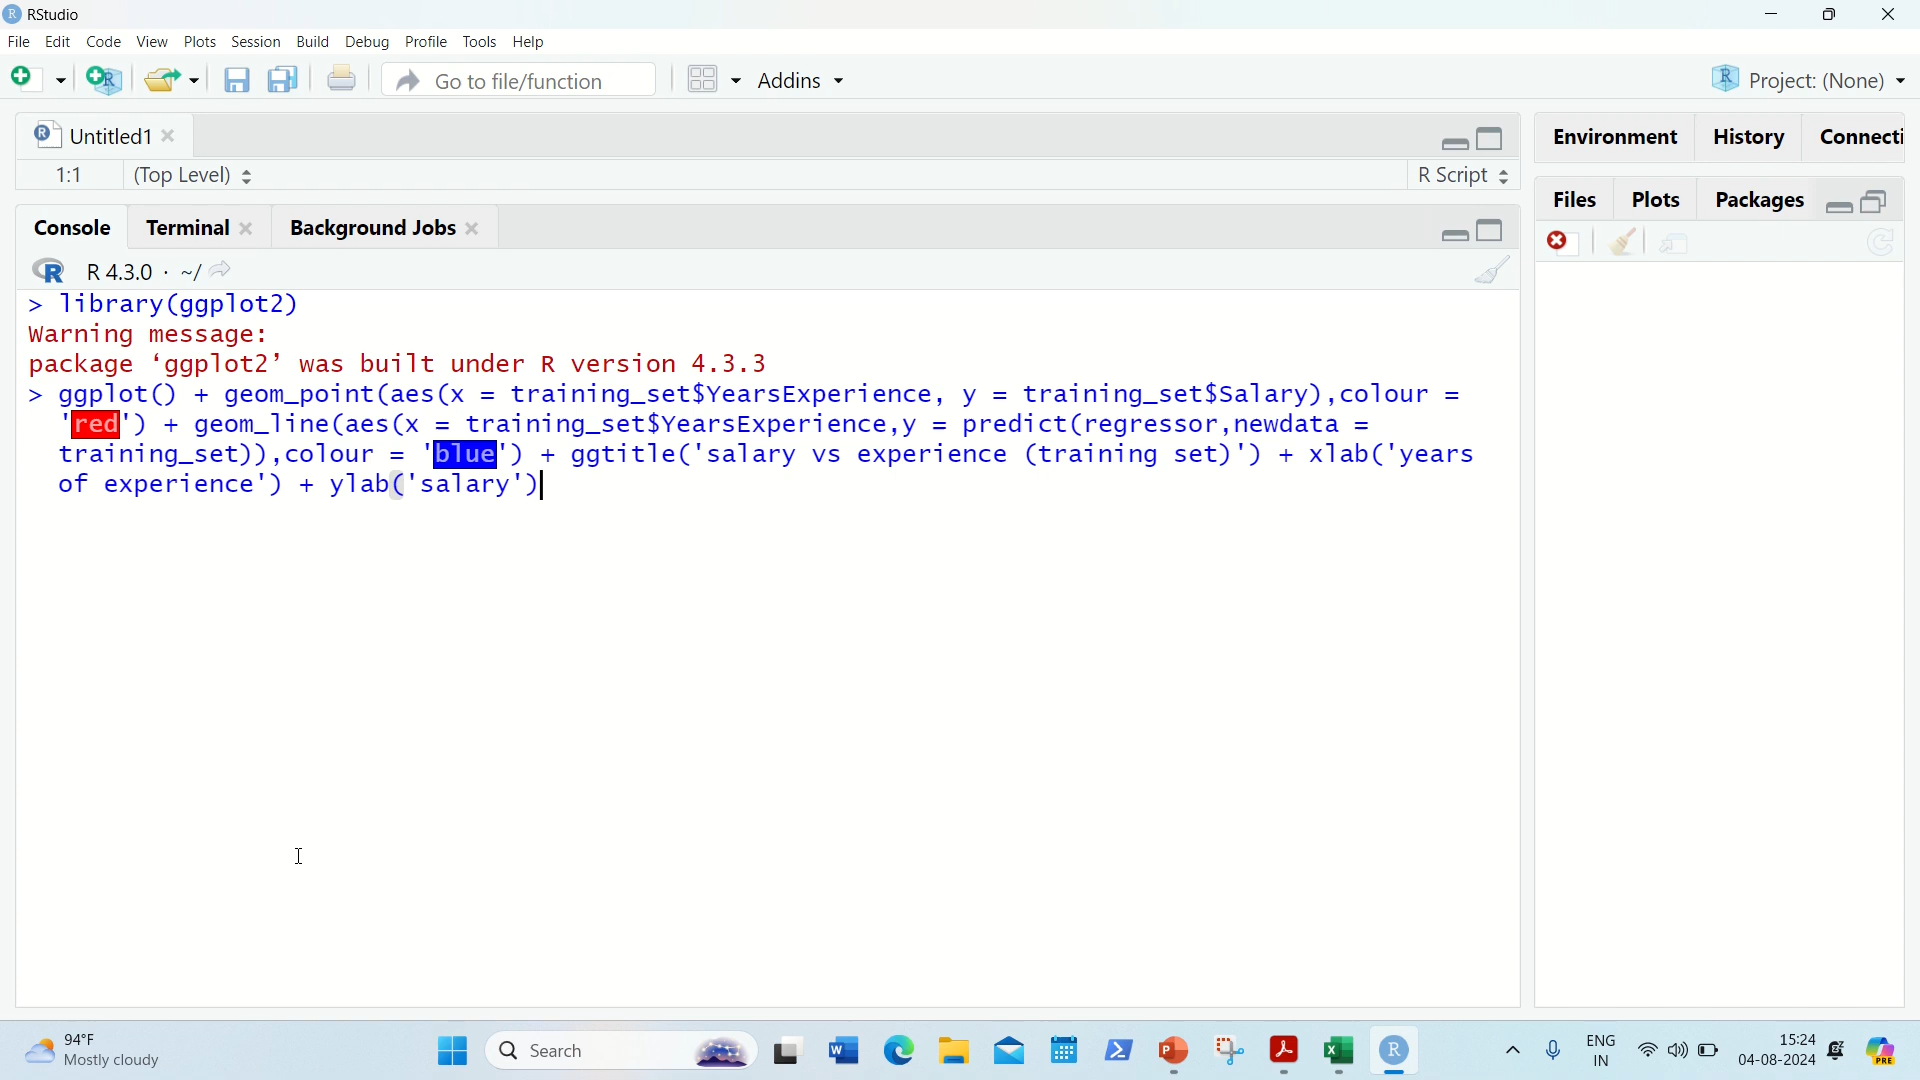 RStudio
File Edit Code View Plots Session Build Debug Profile Tools Help
Go to file/function Addins Project: (None)
Untitled1
1:1 (Top Level) R Script
Console Terminal Background Jobs
R 4.3.0 · ~/
> library(ggplot2)
Warning message:
package ‘ggplot2’ was built under R version 4.3.3
> ggplot() + geom_point(aes(x = training_set$YearsExperience, y = training_set$Salary),colour =
'red') + geom_line(aes(x = training_set$YearsExperience,y = predict(regressor,newdata =
training_set)),colour = 'blue') + ggtitle('salary vs experience (training set)') + xlab('years
of experience') + ylab('salary')
Environment History Connecti
Files Plots Packages
94°F
Mostly cloudy
Search
ENG
IN
15:24
04-08-2024
PRE